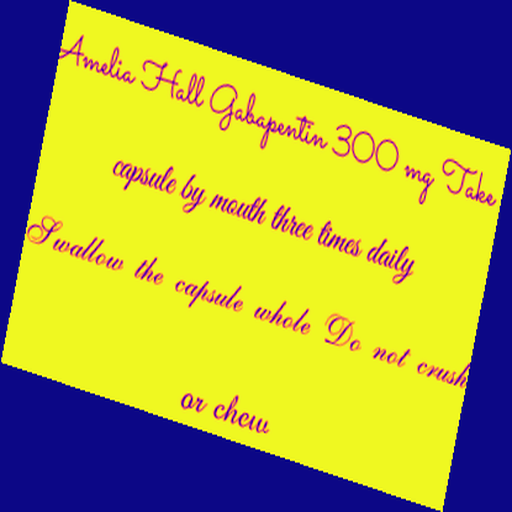 Amelia Hall Gabapentin 300 mg Take
capsule by mouth three times daily
Swallow the capsule whole Do not crush
or chew